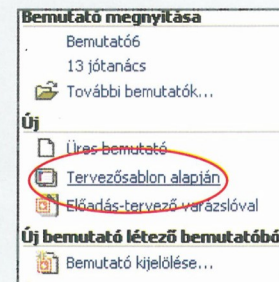 Bemutató megnyitása
Bemutató6
13 jótanács
További bemutatók...
Új
Üres bemutató
Tervezősablon alapján
Előadás-tervező varázslóval
Új bemutató létező bemutatóbó
Bemutató kijelölése...